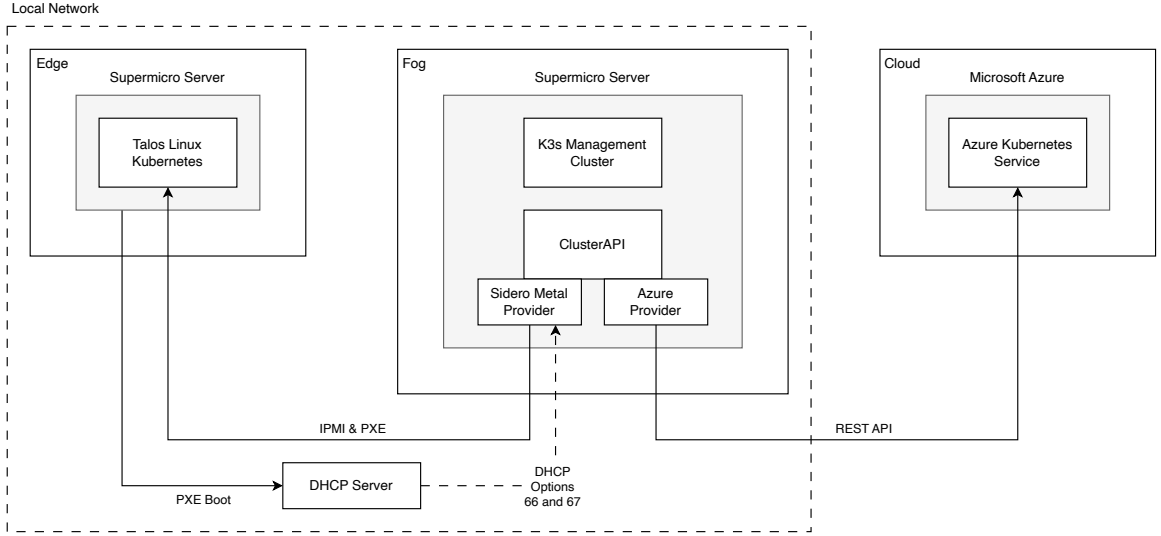 Local Network
Edge
Supermicro Server
Talos Linux
Kubernetes
Fog
Supermicro Server
K3s Management
Cluster
ClusterAPI
Sidero Metal
Provider
Azure
Provider
Cloud
Microsoft Azure
Azure Kubernetes
Service
IPMI & PXE
REST API
PXE Boot
DHCP Server
DHCP
Options
66 and 67